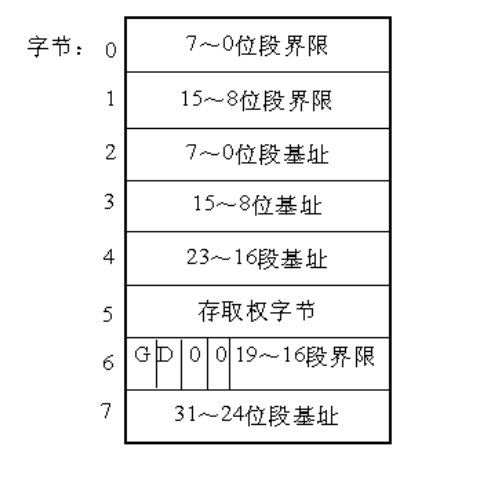 字节： 0 7～0位段界限
1 15～8位段界限
2 7～0位段基址
3 15～8位基址
4 23～16段基址
5 存取权字节
6 G D 0 0 19～16段界限
7 31～24位段基址